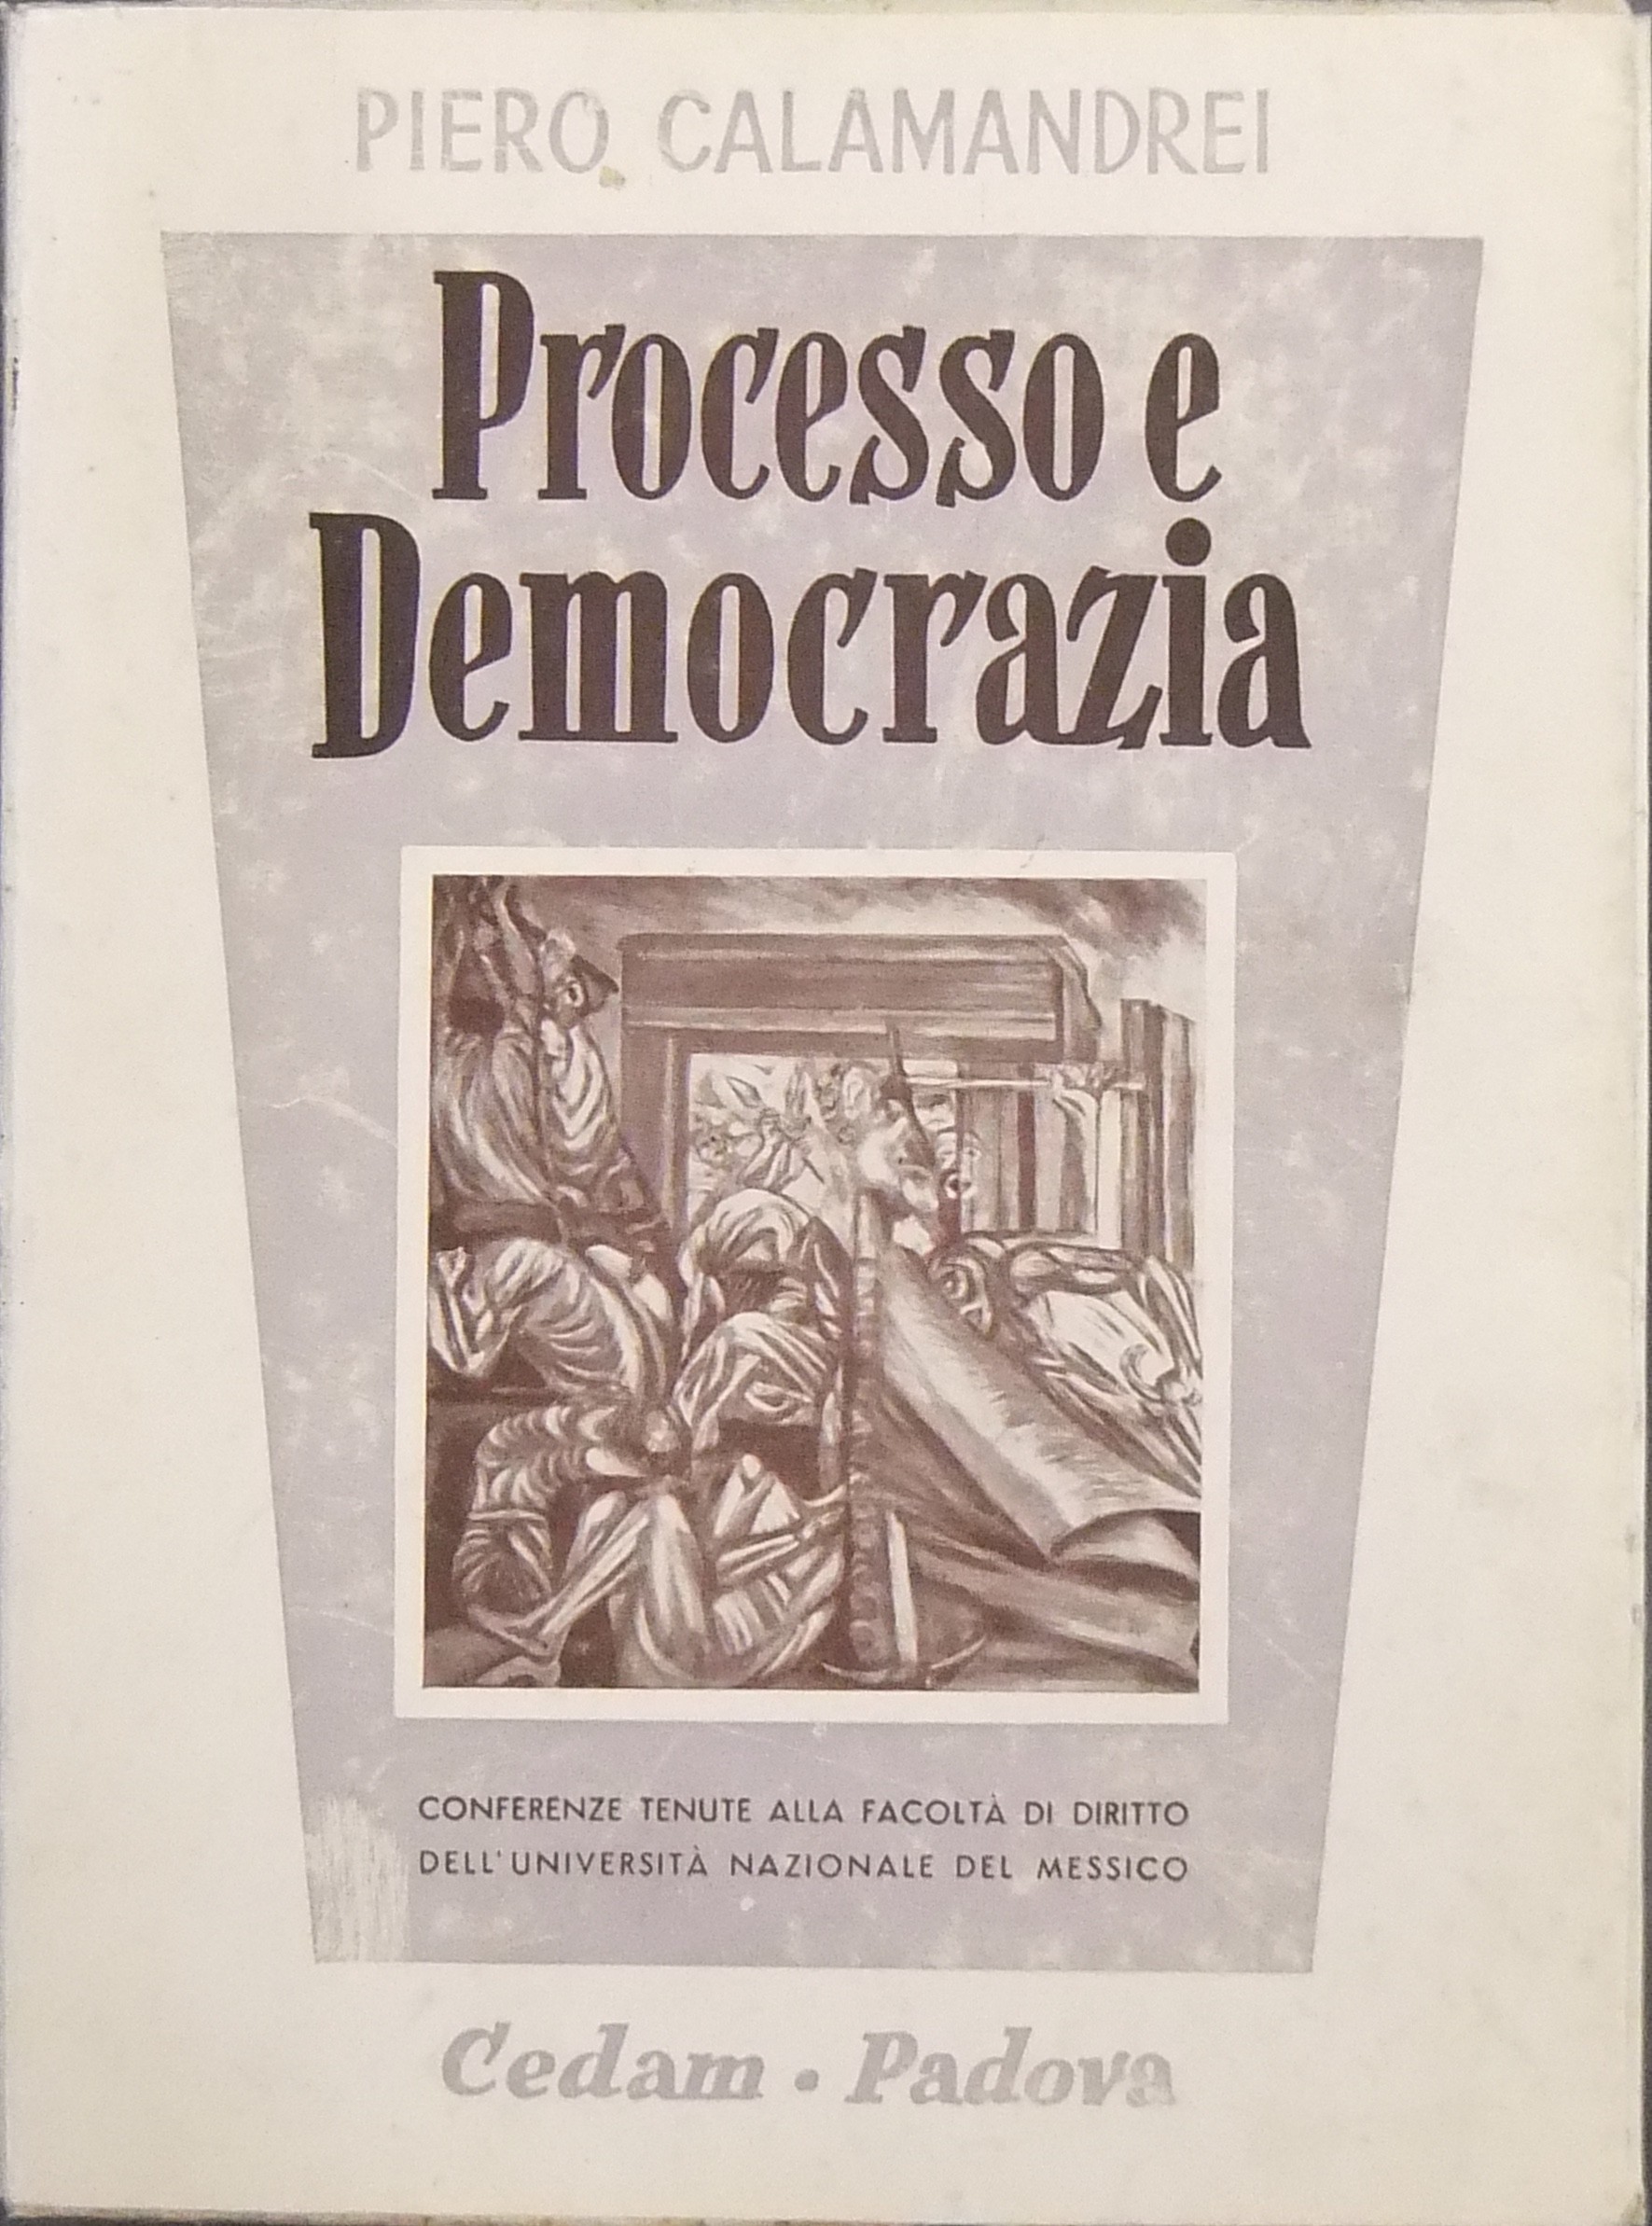 PIERO CALAMANDREI
Processo e
Democrazia
CONFERENZE TENUTE ALLA FACOLTÀ DI DIRITTO
DELL'UNIVERSITÀ NAZIONALE DEL MESSICO
Cedam • Padova